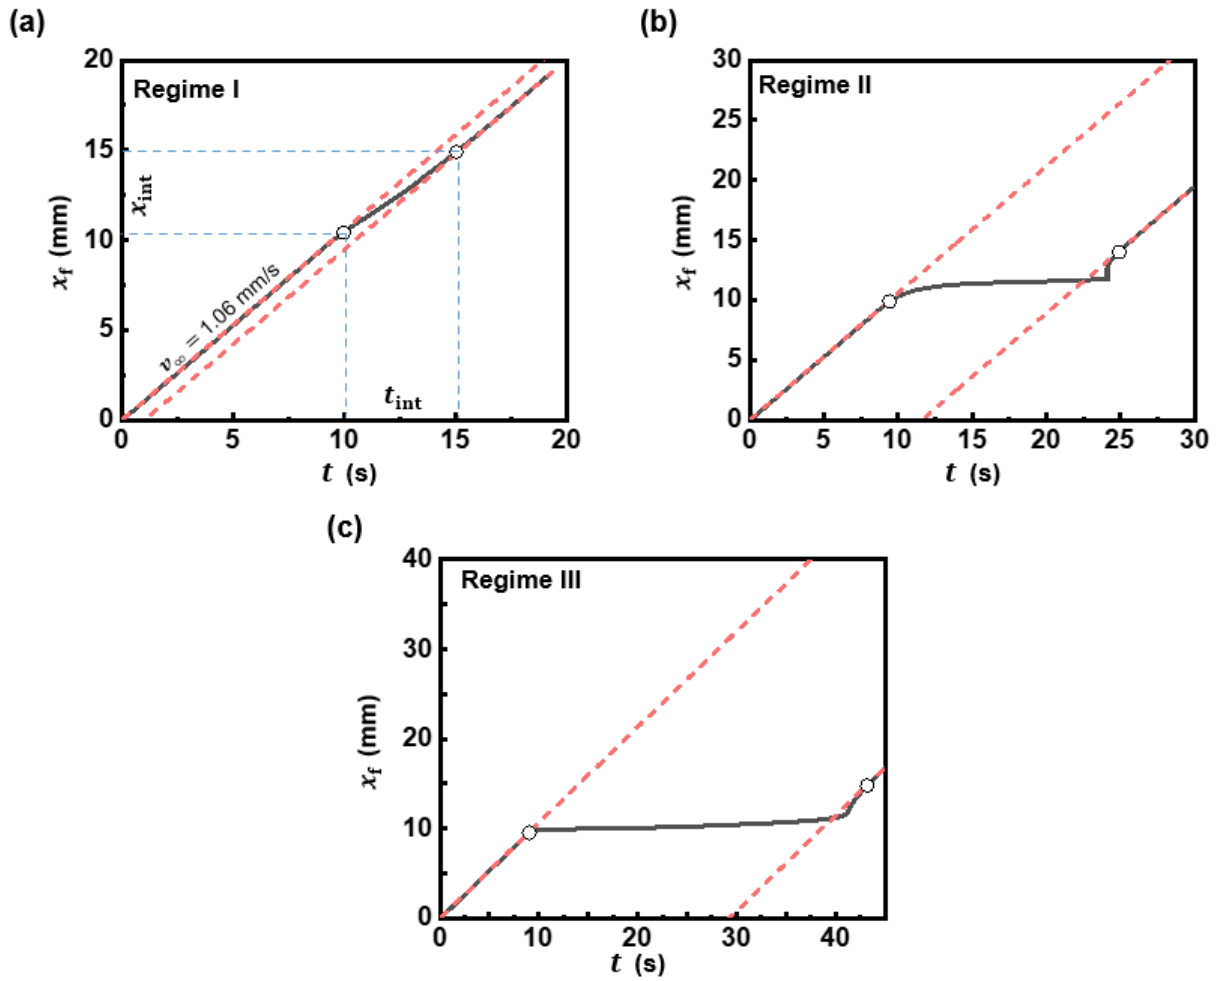 (a)
Regime I
20
15
10
5
0
x_f (mm)
x_int
v_∞ = 1.06 mm/s
t_int
0 5 10 15 20
t (s)
(b)
Regime II
30
25
20
15
10
5
0
x_f (mm)
0 5 10 15 20 25 30
t (s)
(c)
Regime III
40
30
20
10
0
x_f (mm)
0 10 20 30 40
t (s)